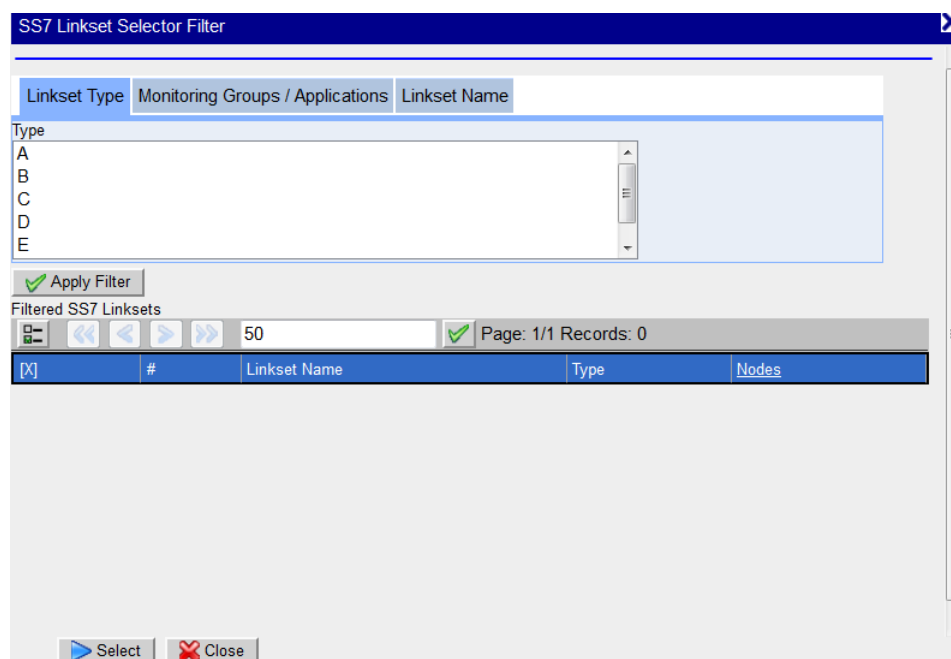 SS7 Linkset Selector Filter
Linkset Type Monitoring Groups / Applications Linkset Name
Type
A
B
C
D
E
Apply Filter
Filtered SS7 Linksets
50 Page: 1/1 Records: 0
[X] # Linkset Name Type Nodes
Select Close